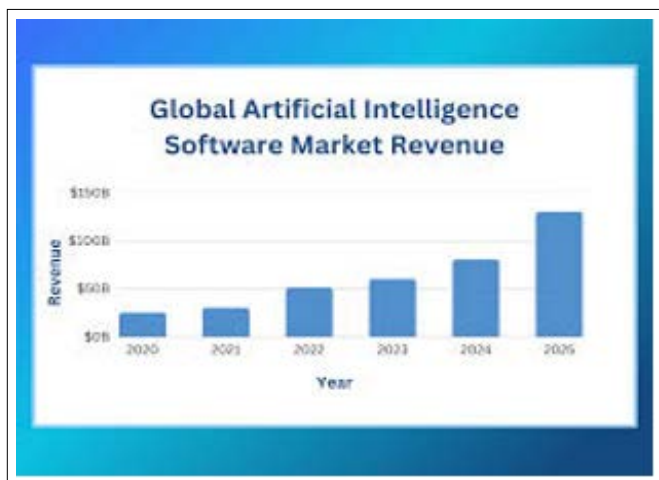 Global Artificial Intelligence
Software Market Revenue
$150B
$100B
$50B
$0B
Revenue
2020
2021
2022
2023
2024
2025
Year